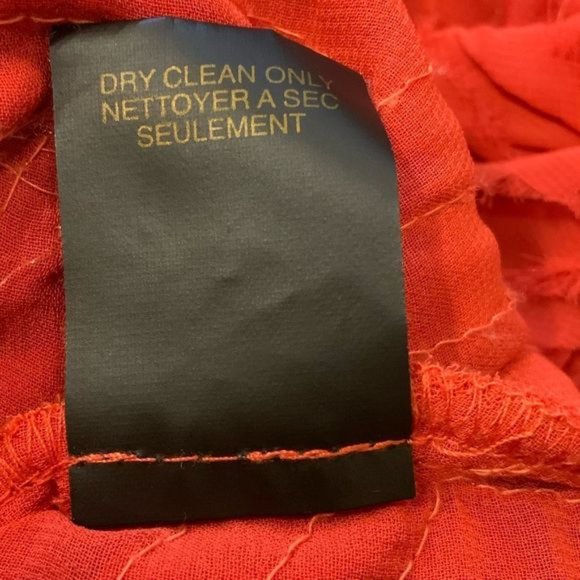 DRY CLEAN ONLY
NETTOYER A SEC
SEULEMENT